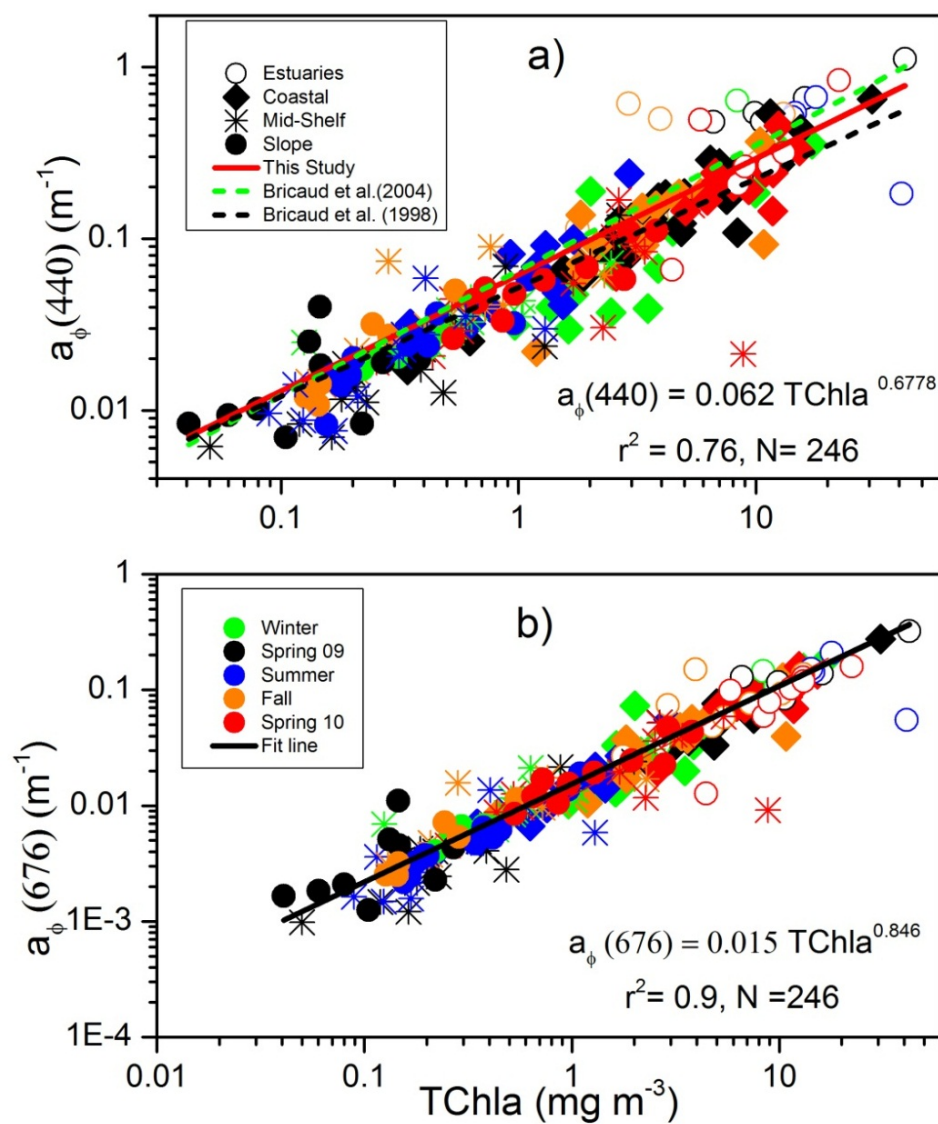 a)
Estuaries
Coastal
Mid-Shelf
Slope
This Study
Bricaud et al.(2004)
Bricaud et al. (1998)
1
0.1
0.01
aϕ(440) (m⁻¹)
aϕ(440) = 0.062 TChla^0.6778
r² = 0.76, N= 246
0.1 1 10
b)
Winter
Spring 09
Summer
Fall
Spring 10
Fit line
1
0.1
0.01
1E-3
1E-4
aϕ (676) (m⁻¹)
aϕ (676) = 0.015 TChla^0.846
r²= 0.9, N =246
0.01 0.1 1 10
TChla (mg m⁻³)